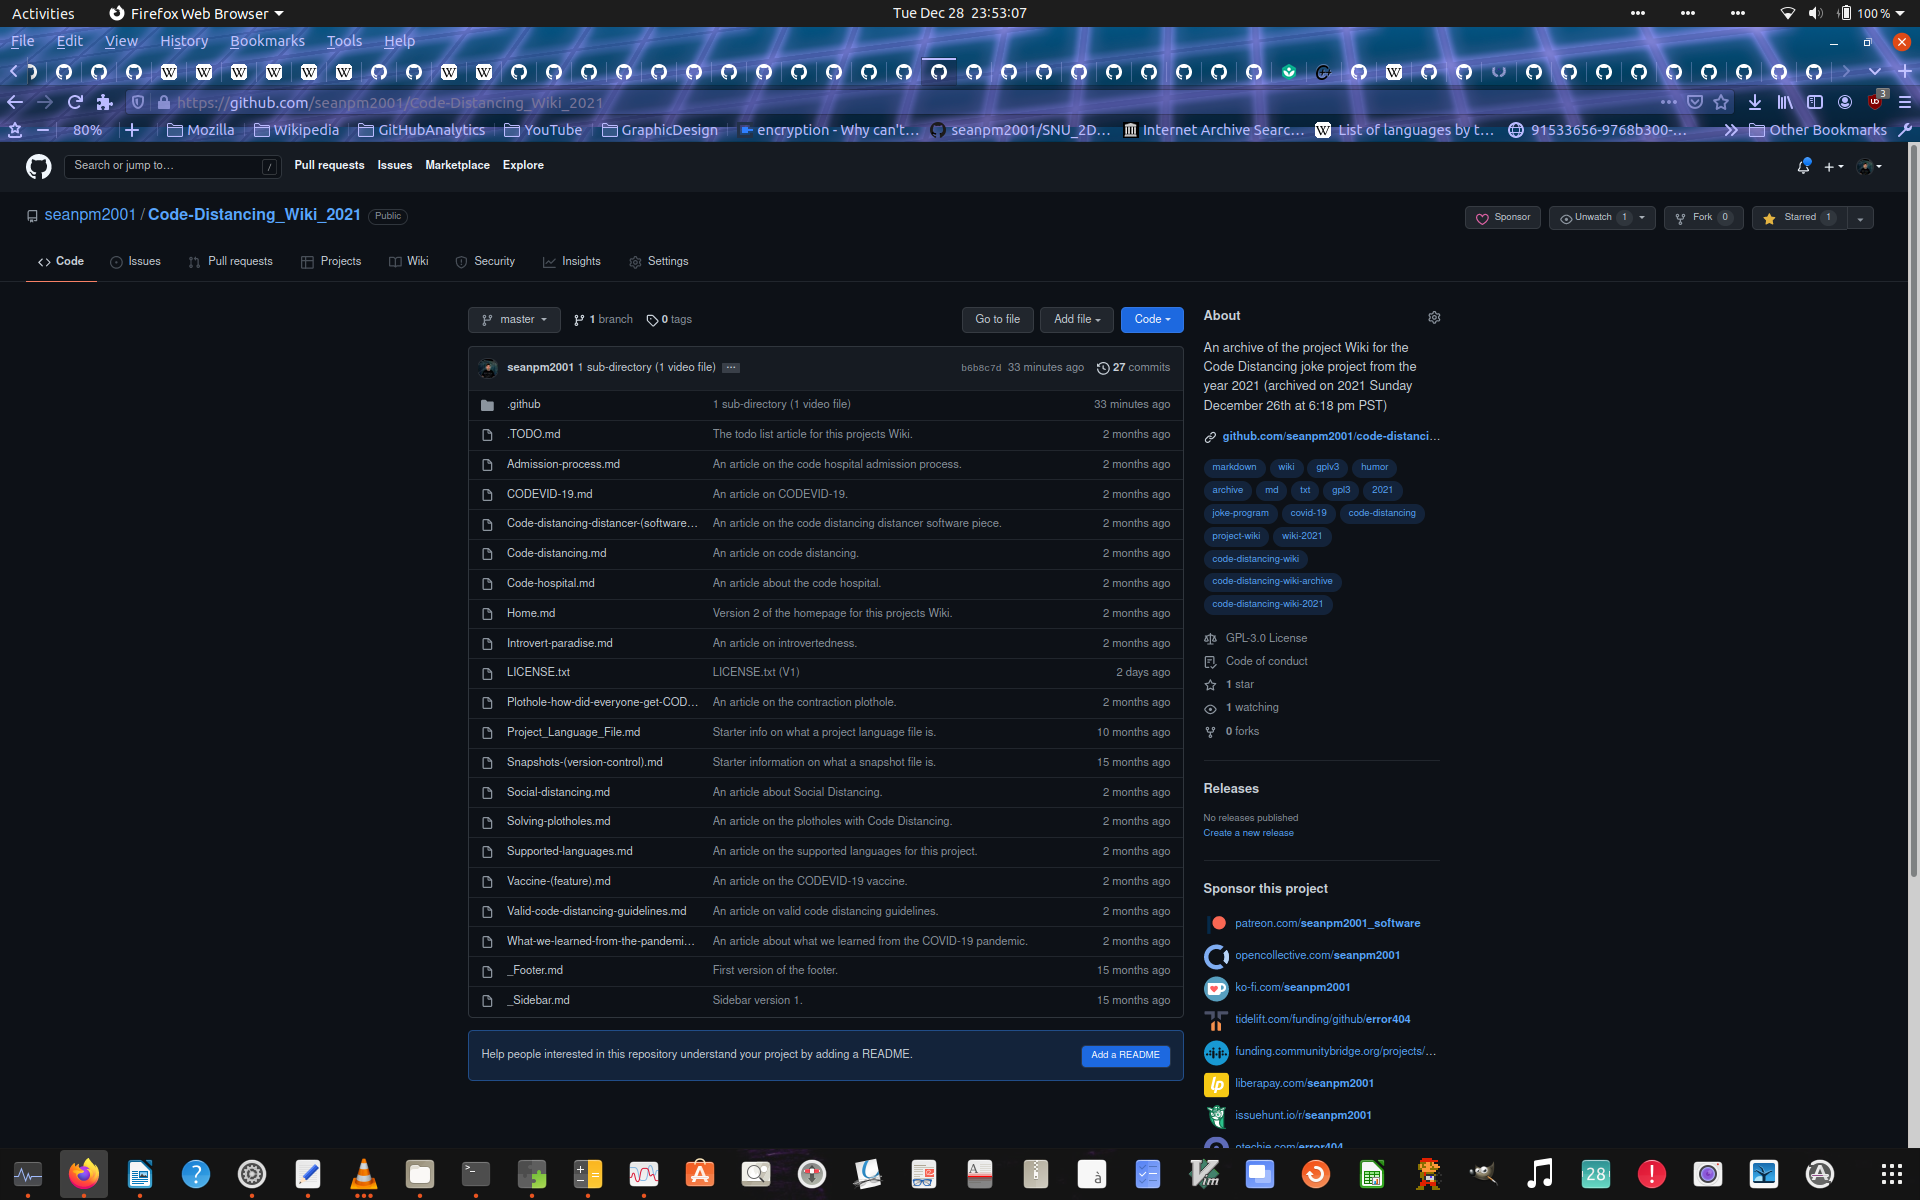 Activities Firefox Web Browser Tue Dec 28 23:53:07 100 %
File Edit View History Bookmarks Tools Help
https://github.com/seanpm2001/Code-Distancing_Wiki_2021 3
80% Mozilla Wikipedia GitHubAnalytics YouTube GraphicDesign encryption - Why can't... seanpm2001/SNU_2D... Internet Archive Searc... List of languages by t... 91533656-9768b300-... Other Bookmarks
Search or jump to... / Pull requests Issues Marketplace Explore
seanpm2001 / Code-Distancing_Wiki_2021 Public Sponsor Unwatch 1 Fork 0 Starred 1
Code Issues Pull requests Projects Wiki Security Insights Settings
master 1 branch 0 tags Go to file Add file Code
seanpm2001 1 sub-directory (1 video file) ... b6b8c7d 33 minutes ago 27 commits
.github 1 sub-directory (1 video file) 33 minutes ago
.TODO.md The todo list article for this projects Wiki. 2 months ago
Admission-process.md An article on the code hospital admission process. 2 months ago
CODEVID-19.md An article on CODEVID-19. 2 months ago
Code-distancing-distancer-(software... An article on the code distancing distancer software piece. 2 months ago
Code-distancing.md An article on code distancing. 2 months ago
Code-hospital.md An article about the code hospital. 2 months ago
Home.md Version 2 of the homepage for this projects Wiki. 2 months ago
Introvert-paradise.md An article on introvertedness. 2 months ago
LICENSE.txt LICENSE.txt (V1) 2 days ago
Plothole-how-did-everyone-get-COD... An article on the contraction plothole. 2 months ago
Project_Language_File.md Starter info on what a project language file is. 10 months ago
Snapshots-(version-control).md Starter information on what a snapshot file is. 15 months ago
Social-distancing.md An article about Social Distancing. 2 months ago
Solving-plotholes.md An article on the plotholes with Code Distancing. 2 months ago
Supported-languages.md An article on the supported languages for this project. 2 months ago
Vaccine-(feature).md An article on the CODEVID-19 vaccine. 2 months ago
Valid-code-distancing-guidelines.md An article on valid code distancing guidelines. 2 months ago
What-we-learned-from-the-pandemi... An article about what we learned from the COVID-19 pandemic. 2 months ago
_Footer.md First version of the footer. 15 months ago
_Sidebar.md Sidebar version 1. 15 months ago
Help people interested in this repository understand your project by adding a README. Add a README
About
An archive of the project Wiki for the
Code Distancing joke project from the
year 2021 (archived on 2021 Sunday
December 26th at 6:18 pm PST)
github.com/seanpm2001/code-distanci...
markdown wiki gplv3 humor
archive md txt gpl3 2021
joke-program covid-19 code-distancing
project-wiki wiki-2021
code-distancing-wiki
code-distancing-wiki-archive
code-distancing-wiki-2021
GPL-3.0 License
Code of conduct
1 star
1 watching
0 forks
Releases
No releases published
Create a new release
Sponsor this project
patreon.com/seanpm2001_software
opencollective.com/seanpm2001
ko-fi.com/seanpm2001
tidelift.com/funding/github/error404
funding.communitybridge.org/projects/...
liberapay.com/seanpm2001
issuehunt.io/r/seanpm2001
otechie.com/error404
28